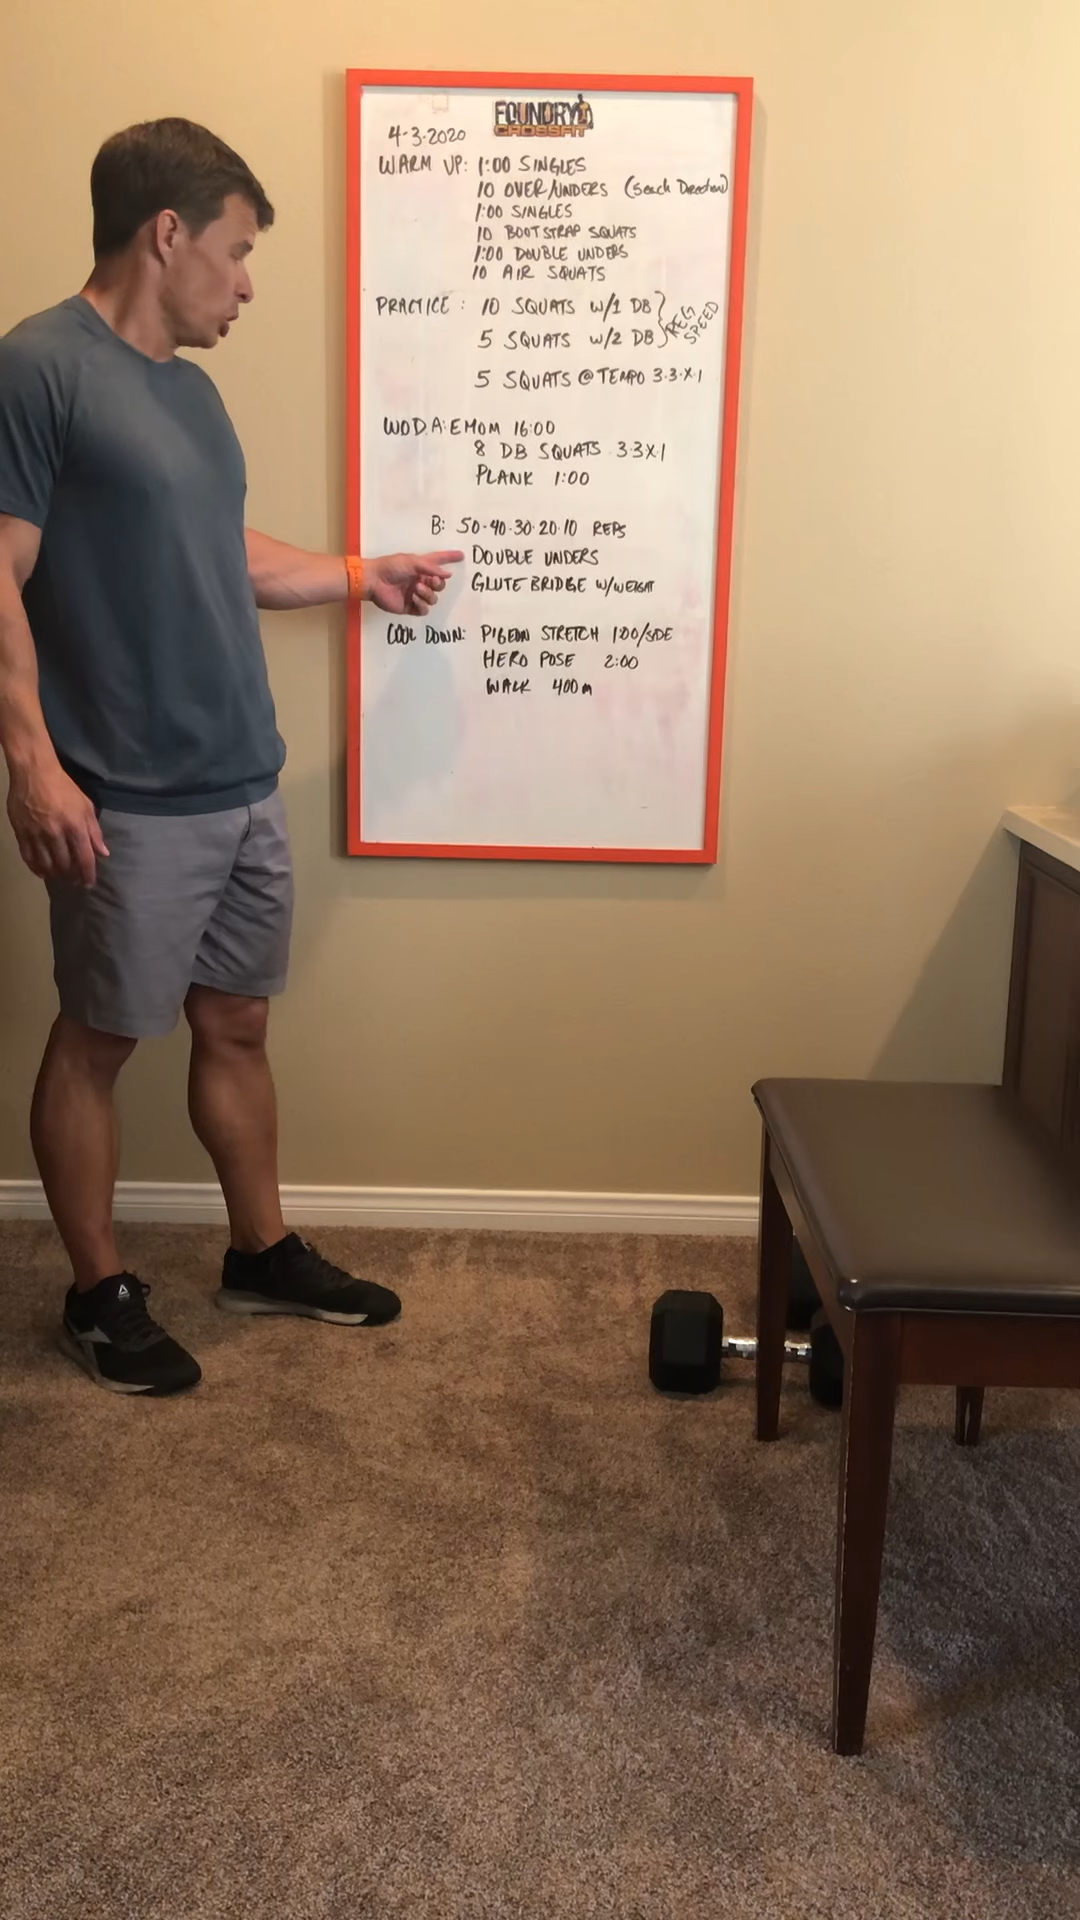 FOUNDRY
CROSSFIT
4-3-2020
WARM UP: 1:00 SINGLES
10 OVER/UNDERS (5 each Direction)
1:00 SINGLES
10 BOOTSTRAP SQUATS
1:00 DOUBLE UNDERS
10 AIR SQUATS
PRACTICE: 10 SQUATS w/1 DB
5 SQUATS w/2 DB
REG SPEED
5 SQUATS @ TEMPO 3·3·X·1
WOD A: EMOM 16:00
8 DB SQUATS 3·3·X·1
PLANK 1:00
B: 50·40·30·20·10 REPS
DOUBLE UNDERS
GLUTE BRIDGE W/WEIGHT
COOL DOWN: PIGEON STRETCH 1:00/SIDE
HERO POSE 2:00
WALK 400m